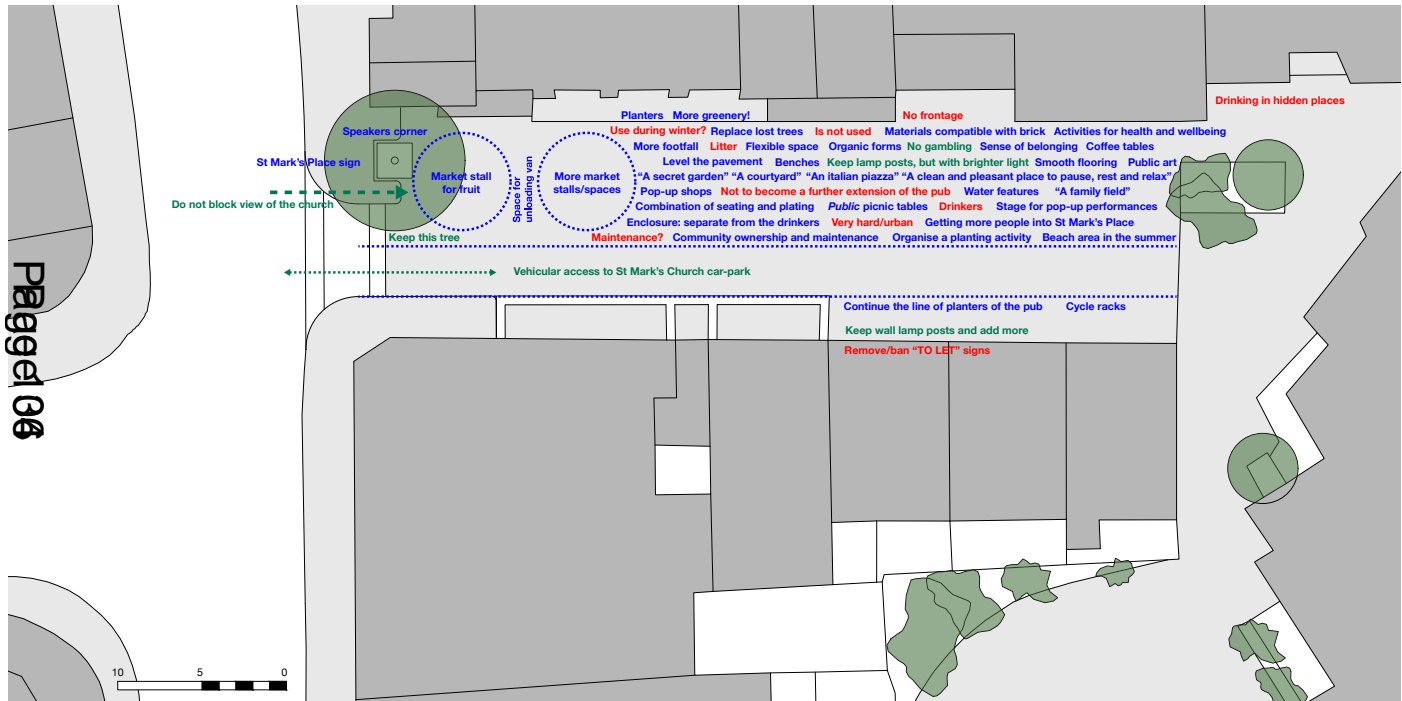 Drinking in hidden places
Planters More greenery! No frontage
Speakers corner
Use during winter? Replace lost trees Is not used Materials compatible with brick Activities for health and wellbeing
More footfall Litter Flexible space Organic forms No gambling Sense of belonging Coffee tables
St Mark's Place sign
Level the pavement Benches Keep lamp posts, but with brighter light Smooth flooring Public art
Market stall
for fruit
Space for
unloading van
More market
stalls/spaces
“A secret garden” “A courtyard” “An italian piazza” “A clean and pleasant place to pause, rest and relax”
Pop-up shops Not to become a further extension of the pub Water features “A family field”
Do not block view of the church
Combination of seating and plating Public picnic tables Drinkers Stage for pop-up performances
Enclosure: separate from the drinkers Very hard/urban Getting more people into St Mark's Place
Keep this tree
Maintenance? Community ownership and maintenance Organise a planting activity Beach area in the summer
Vehicular access to St Mark's Church car-park
Continue the line of planters of the pub Cycle racks
Keep wall lamp posts and add more
Remove/ban “TO LET” signs
10 5 0